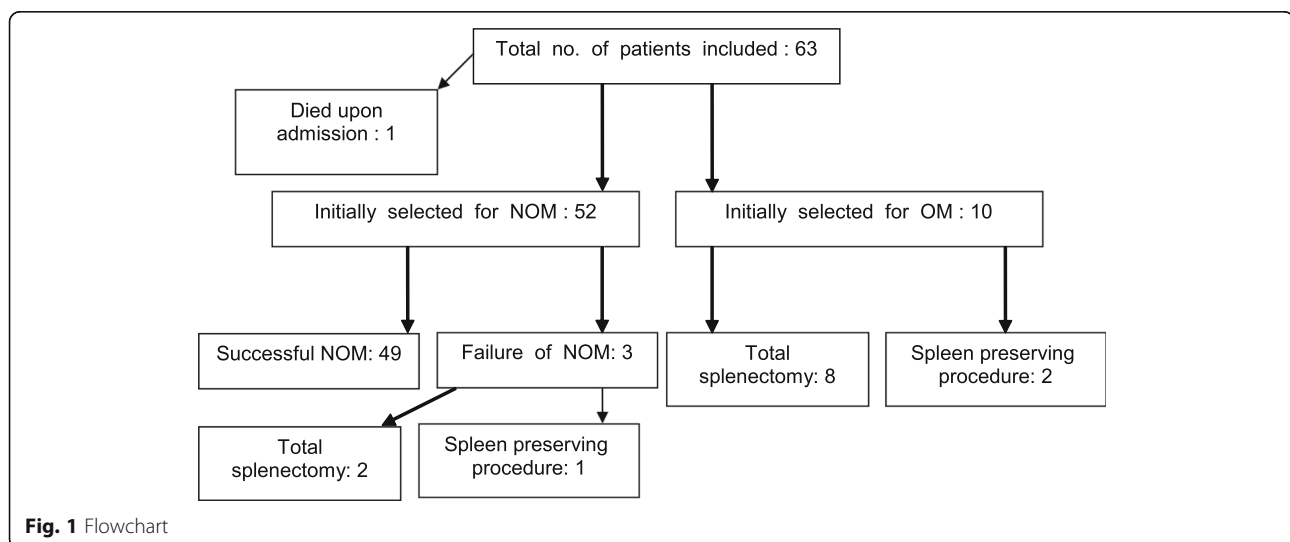 Total no. of patients included : 63
Died upon
admission : 1
Initially selected for NOM : 52
Initially selected for OM : 10
Successful NOM: 49
Failure of NOM: 3
Total
splenectomy: 8
Spleen preserving
procedure: 2
Total
splenectomy: 2
Spleen preserving
procedure: 1
Fig. 1 Flowchart